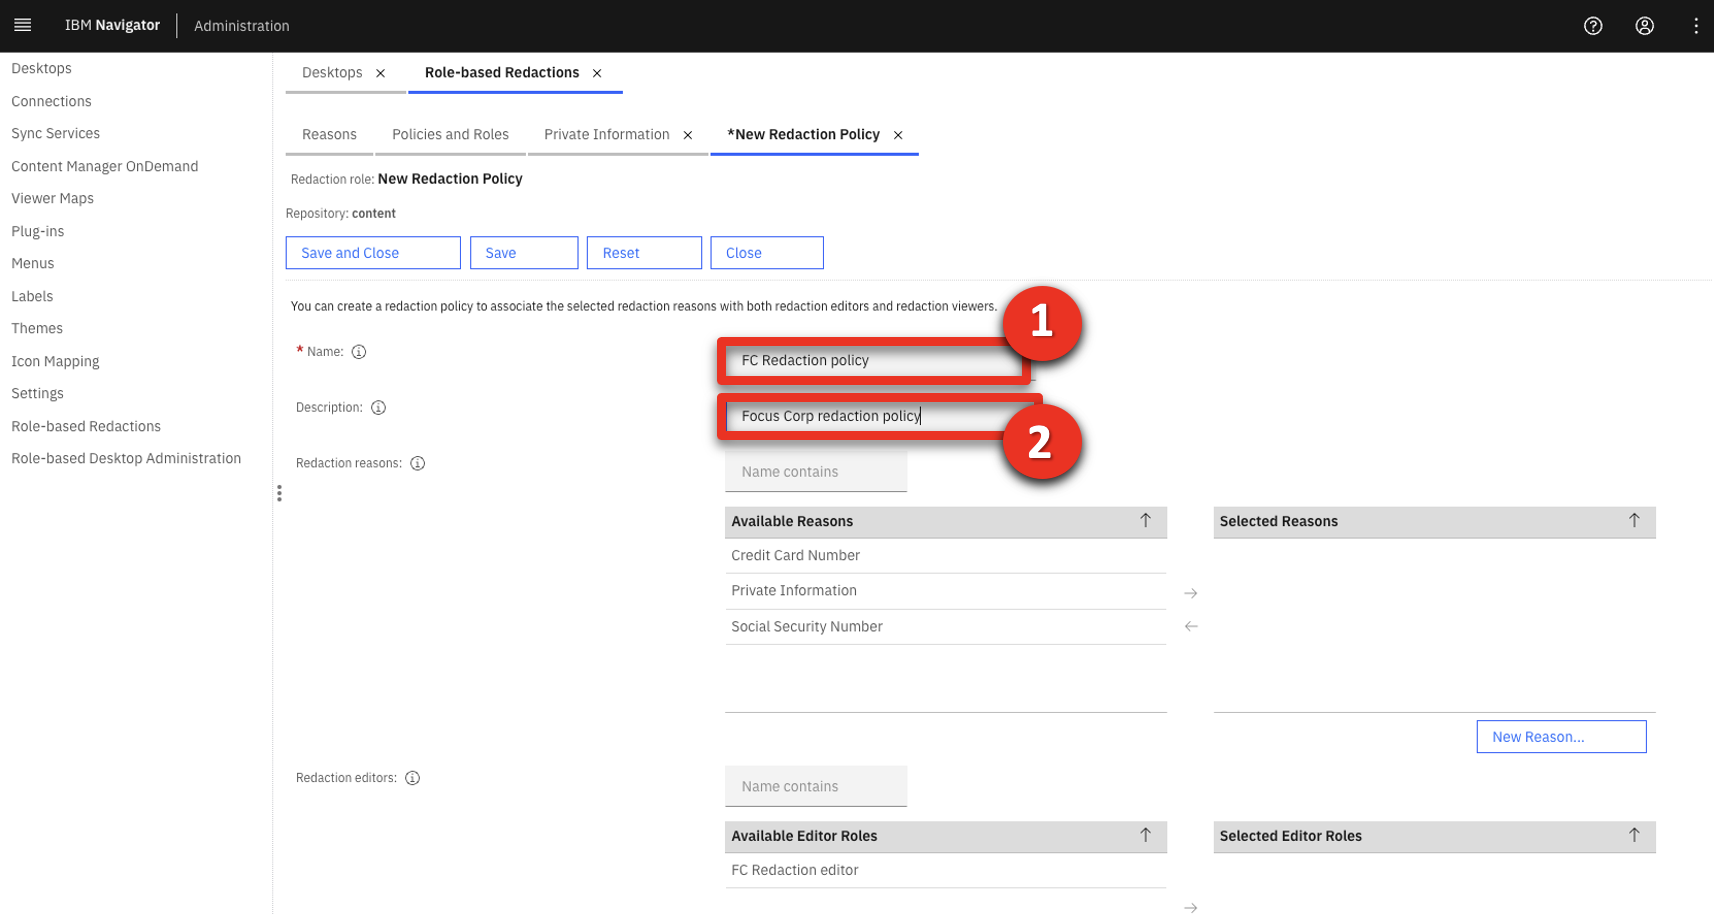 IBM Navigator Administration
Desktops
Connections
Sync Services
Content Manager OnDemand
Viewer Maps
Plug-ins
Menus
Labels
Themes
Icon Mapping
Settings
Role-based Redactions
Role-based Desktop Administration
Desktops Role-based Redactions
Reasons Policies and Roles Private Information *New Redaction Policy
Redaction role: New Redaction Policy
Repository: content
Save and Close Save Reset Close
You can create a redaction policy to associate the selected redaction reasons with both redaction editors and redaction viewers.
1
* Name: FC Redaction policy
Description: Focus Corp redaction policy
2
Redaction reasons: Name contains
Available Reasons Selected Reasons
Credit Card Number
Private Information
Social Security Number
New Reason...
Redaction editors: Name contains
Available Editor Roles Selected Editor Roles
FC Redaction editor